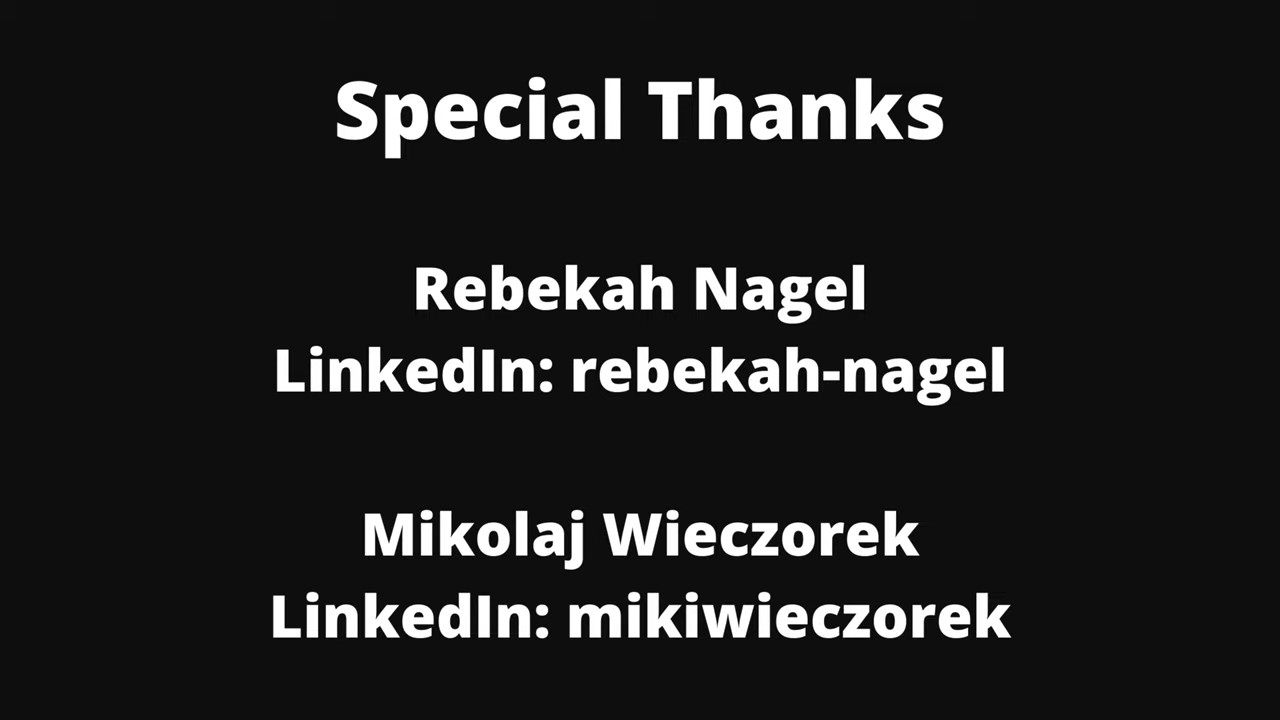 Special Thanks
Rebekah Nagel
LinkedIn: rebekah-nagel
Mikolaj Wieczorek
LinkedIn: mikiwieczorek